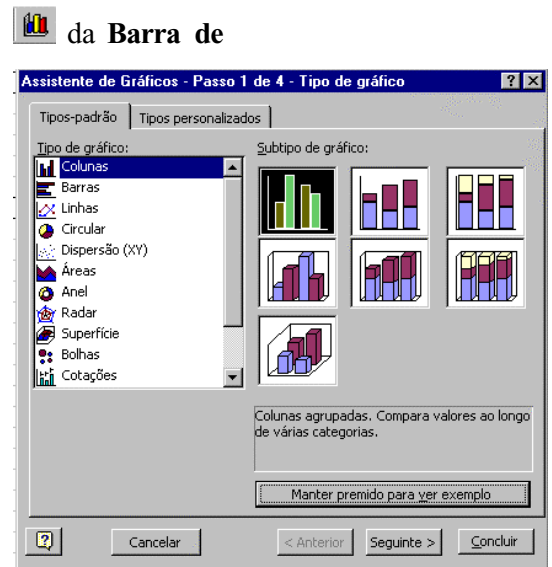 da Barra de
Assistente de Gráficos - Passo 1 de 4 - Tipo de gráfico
Tipos-padrão Tipos personalizados
Tipo de gráfico:
Subtipo de gráfico:
Colunas
Barras
Linhas
Circular
Dispersão (XY)
Áreas
Anel
Radar
Superfície
Bolhas
Cotações
Colunas agrupadas. Compara valores ao longo
de várias categorias.
Manter premido para ver exemplo
Cancelar < Anterior Seguinte > Concluir